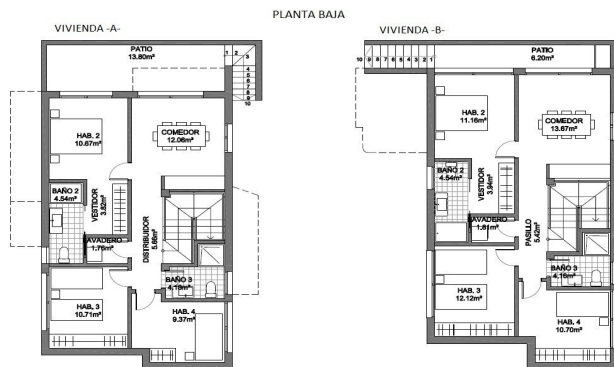 PLANTA BAJA
VIVIENDA -A-
PATIO
13.80m²
1 2 3
4
5
6
7
8
9
10
HAB. 2
10.67m²
COMEDOR
12.06m²
BAÑO 2
4.54m²
VESTIDOR
3.82m²
LAVADERO
1.76m²
DISTRIBUIDOR
5.66m²
BAÑO 3
4.16m²
HAB. 3
10.71m²
HAB. 4
9.37m²
VIVIENDA -B-
10 9 8 7 6 5 4 3 2 1
PATIO
6.20m²
HAB. 2
11.16m²
COMEDOR
13.67m²
BAÑO 2
4.54m²
VESTIDOR
3.94m²
LAVADERO
1.81m²
PASILLO
5.42m²
BAÑO 3
4.16m²
HAB. 3
12.12m²
HAB. 4
10.70m²